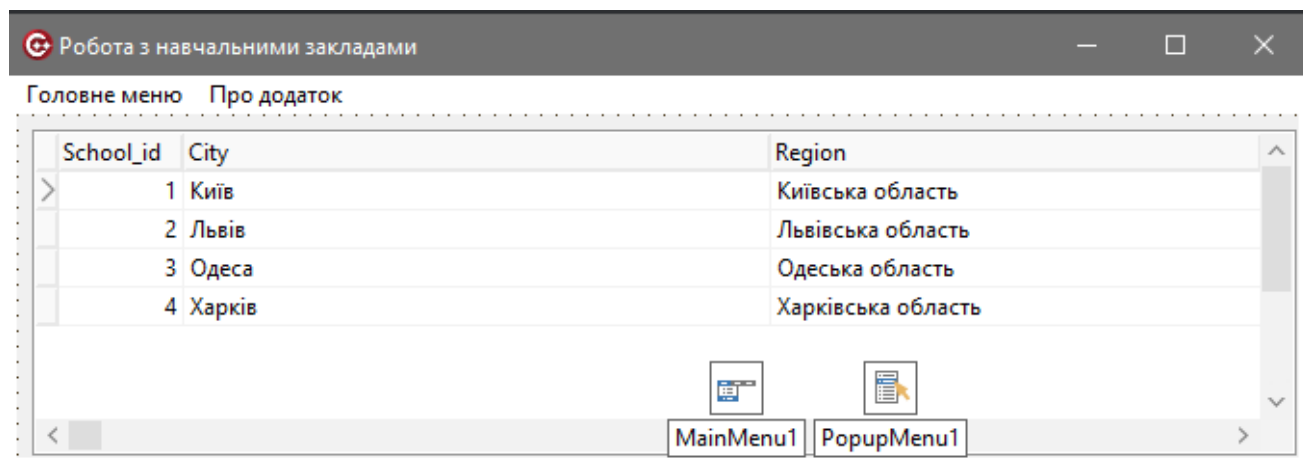 Робота з навчальними закладами
Головне меню Про додаток
School_id City Region
1 Київ Київська область
2 Львів Львівська область
3 Одеса Одеська область
4 Харків Харківська область
MainMenu1 PopupMenu1